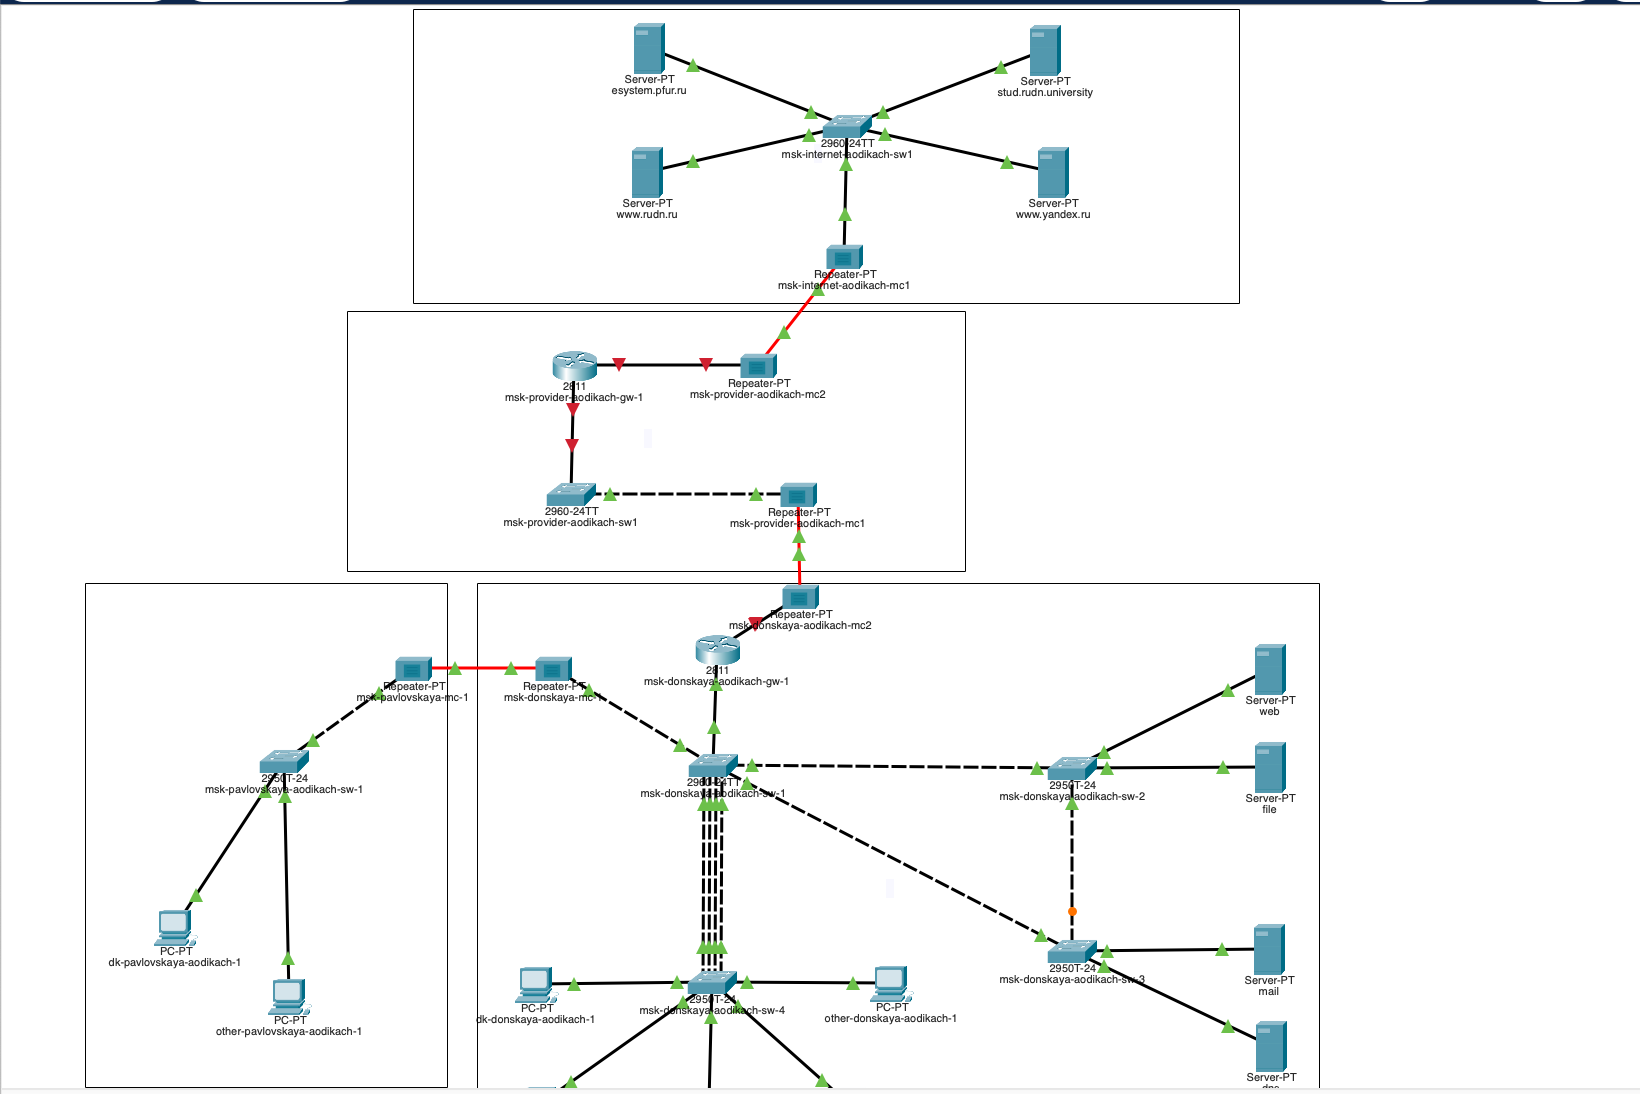 Server-PT
esystem.pfur.ru
Server-PT
stud.rudn.university
2960-24TT
msk-internet-aodikach-sw1
Server-PT
www.rudn.ru
Server-PT
www.yandex.ru
Repeater-PT
msk-internet-aodikach-mc1
2811
msk-provider-aodikach-gw-1
Repeater-PT
msk-provider-aodikach-mc2
2960-24TT
msk-provider-aodikach-sw1
Repeater-PT
msk-provider-aodikach-mc1
Repeater-PT
msk-donskaya-aodikach-mc2
2811
msk-donskaya-aodikach-gw-1
Repeater-PT
msk-pavlovskaya-mc-1
Repeater-PT
msk-donskaya-mc-1
Server-PT
web
2950T-24
msk-pavlovskaya-aodikach-sw-1
2960-24TT
msk-donskaya-aodikach-sw-1
2950T-24
msk-donskaya-aodikach-sw-2
Server-PT
file
PC-PT
dk-pavlovskaya-aodikach-1
PC-PT
other-pavlovskaya-aodikach-1
2950T-24
msk-donskaya-aodikach-sw-3
Server-PT
mail
PC-PT
dk-donskaya-aodikach-1
2950T-24
msk-donskaya-aodikach-sw-4
PC-PT
other-donskaya-aodikach-1
Server-PT